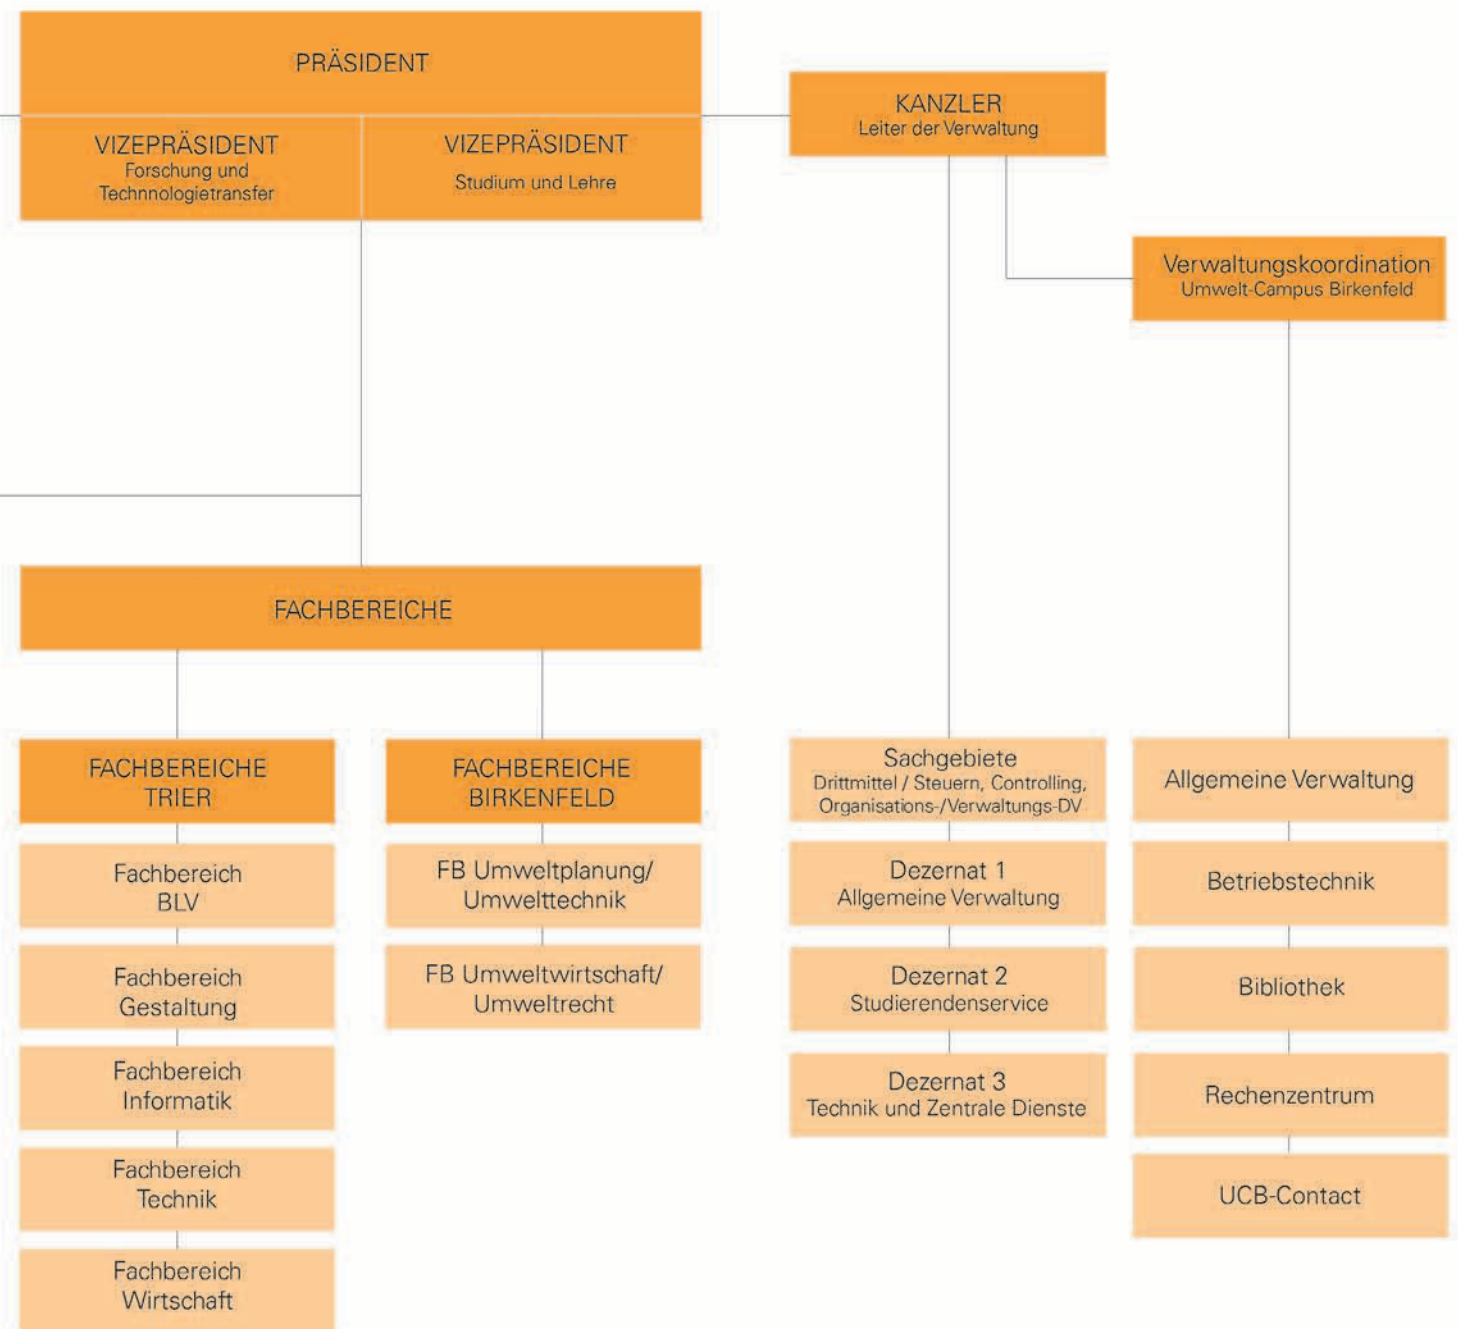 PRÄSIDENT
VIZEPRÄSIDENT
Forschung und
Technnologietransfer
VIZEPRÄSIDENT
Studium und Lehre
KANZLER
Leiter der Verwaltung
Verwaltungskoordination
Umwelt-Campus Birkenfeld
FACHBEREICHE
FACHBEREICHE
TRIER
Fachbereich
BLV
Fachbereich
Gestaltung
Fachbereich
Informatik
Fachbereich
Technik
Fachbereich
Wirtschaft
FACHBEREICHE
BIRKENFELD
FB Umweltplanung/
Umwelttechnik
FB Umweltwirtschaft/
Umweltrecht
Sachgebiete
Drittmittel / Steuern, Controlling,
Organisations-/Verwaltungs-DV
Dezernat 1
Allgemeine Verwaltung
Dezernat 2
Studierendenservice
Dezernat 3
Technik und Zentrale Dienste
Allgemeine Verwaltung
Betriebstechnik
Bibliothek
Rechenzentrum
UCB-Contact